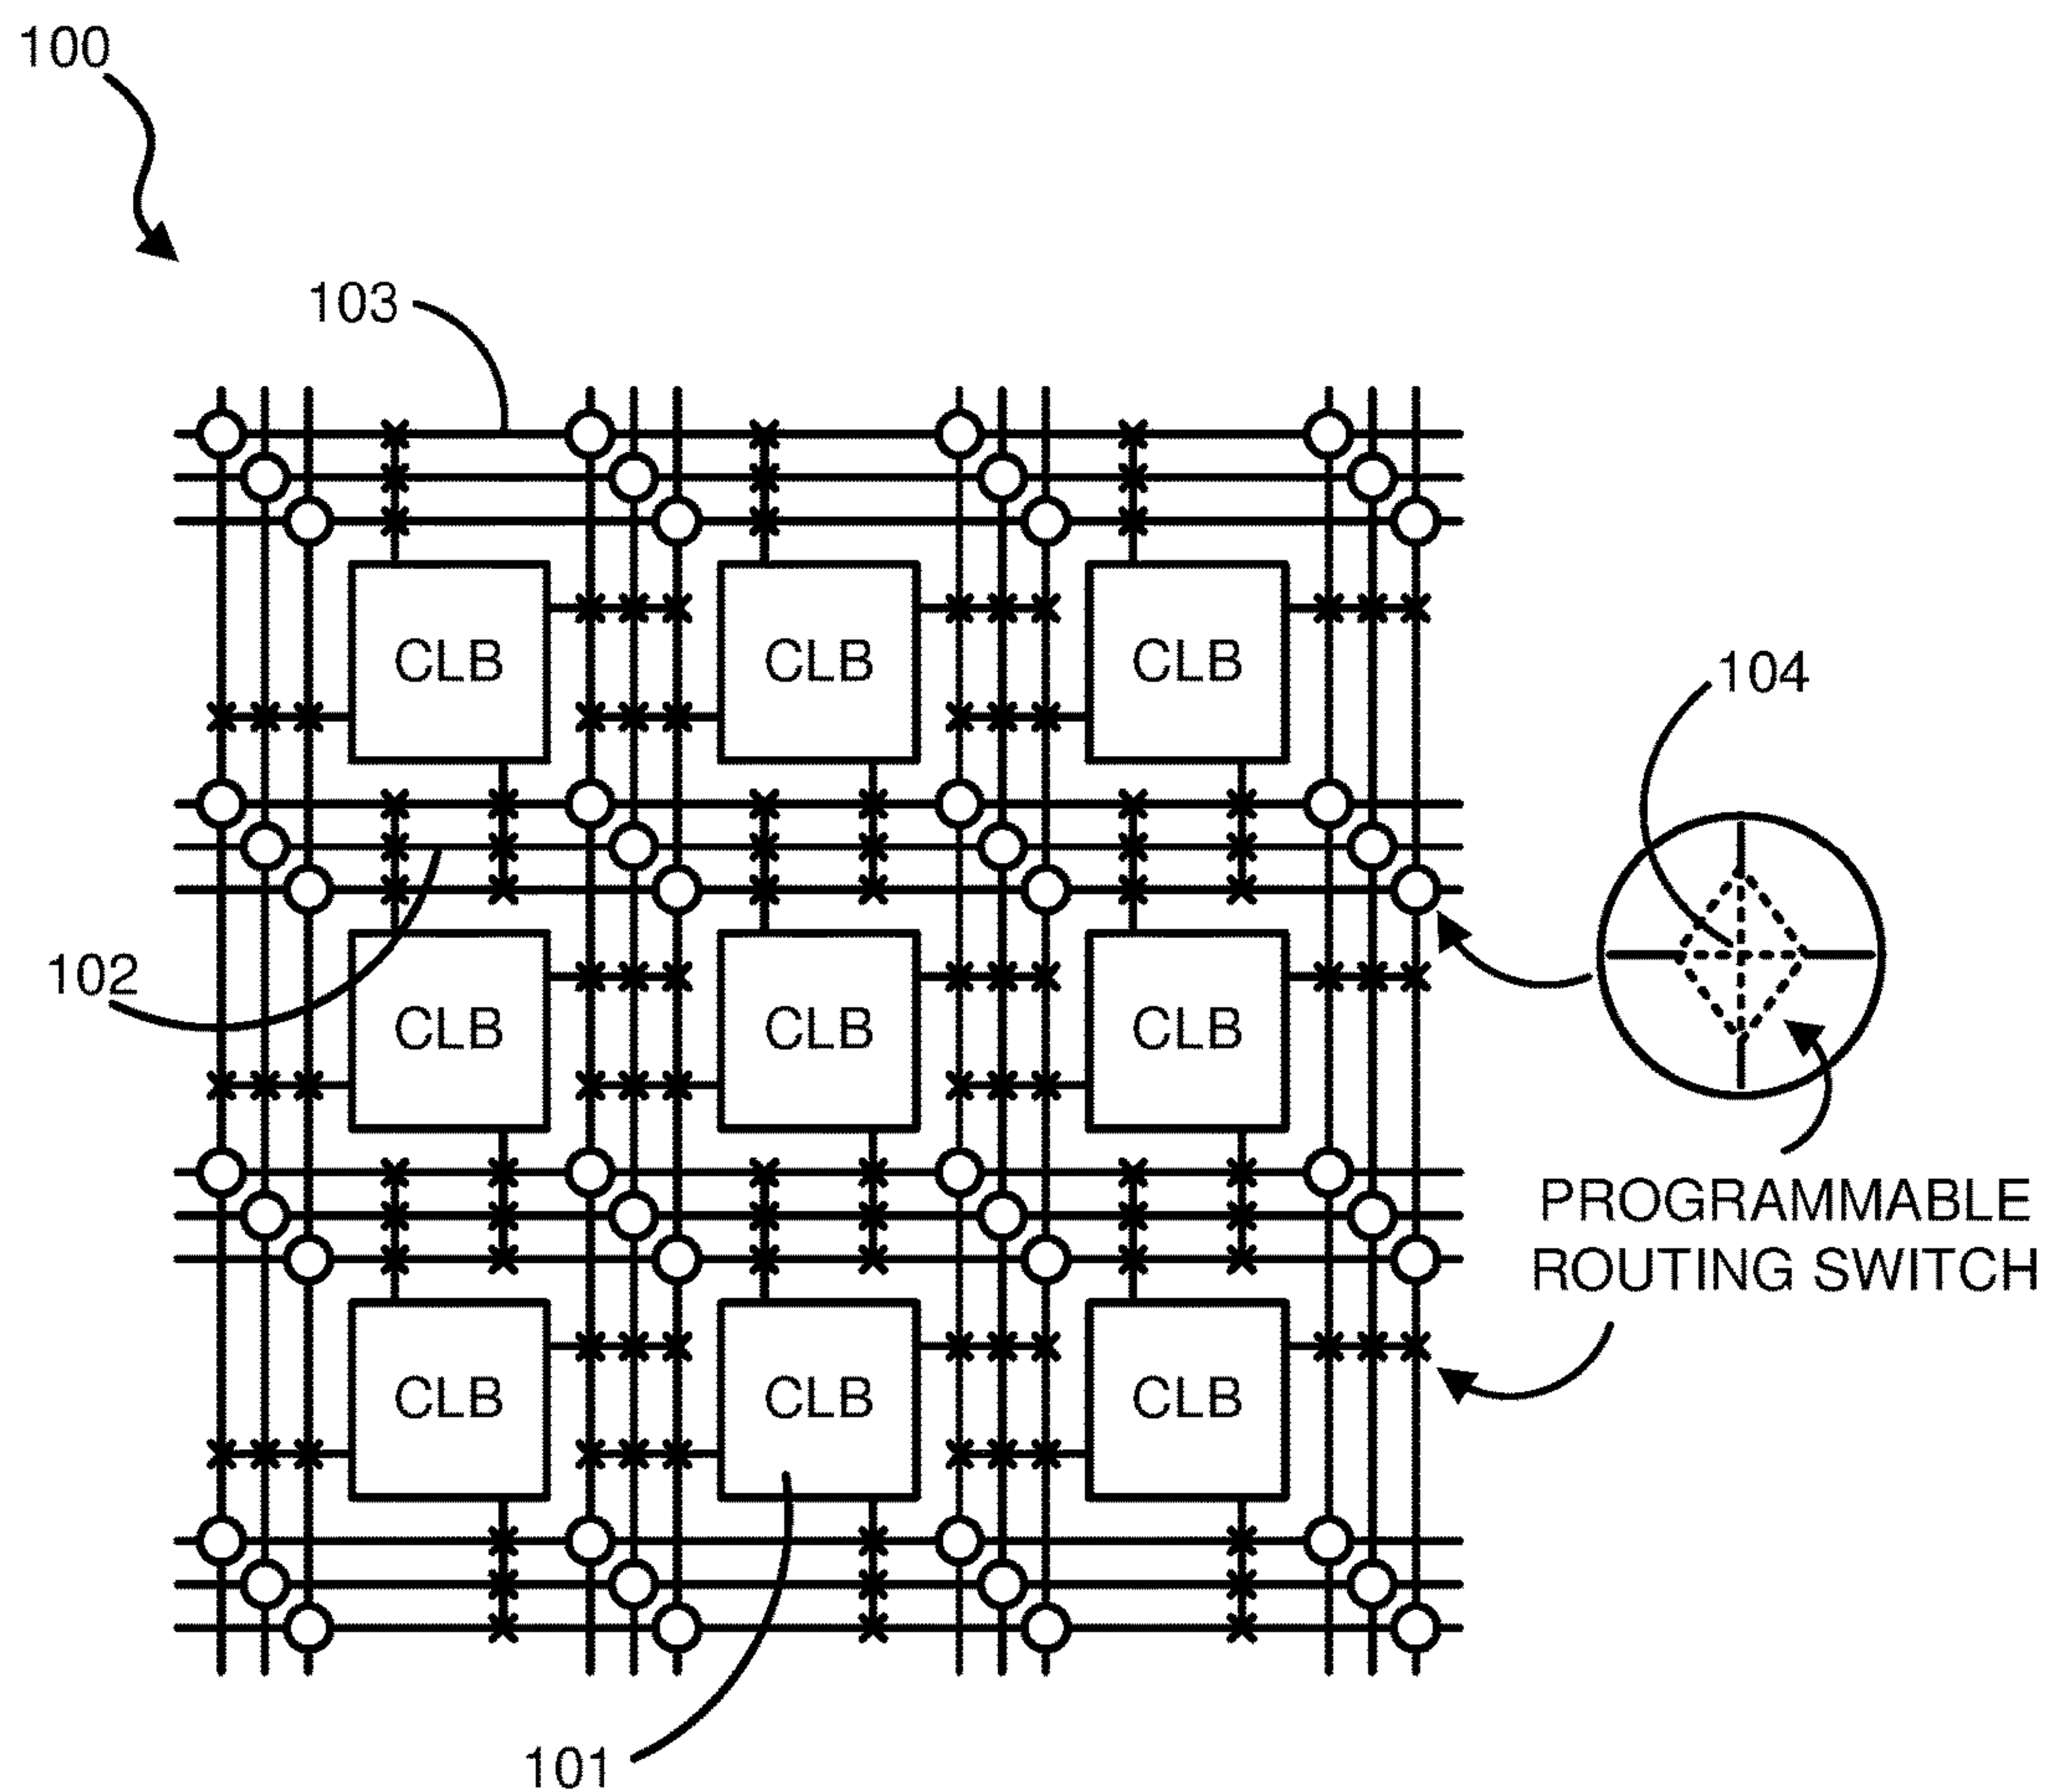 100
103
CLB CLB CLB
104
102
CLB CLB CLB
PROGRAMMABLE
ROUTING SWITCH
CLB CLB CLB
101